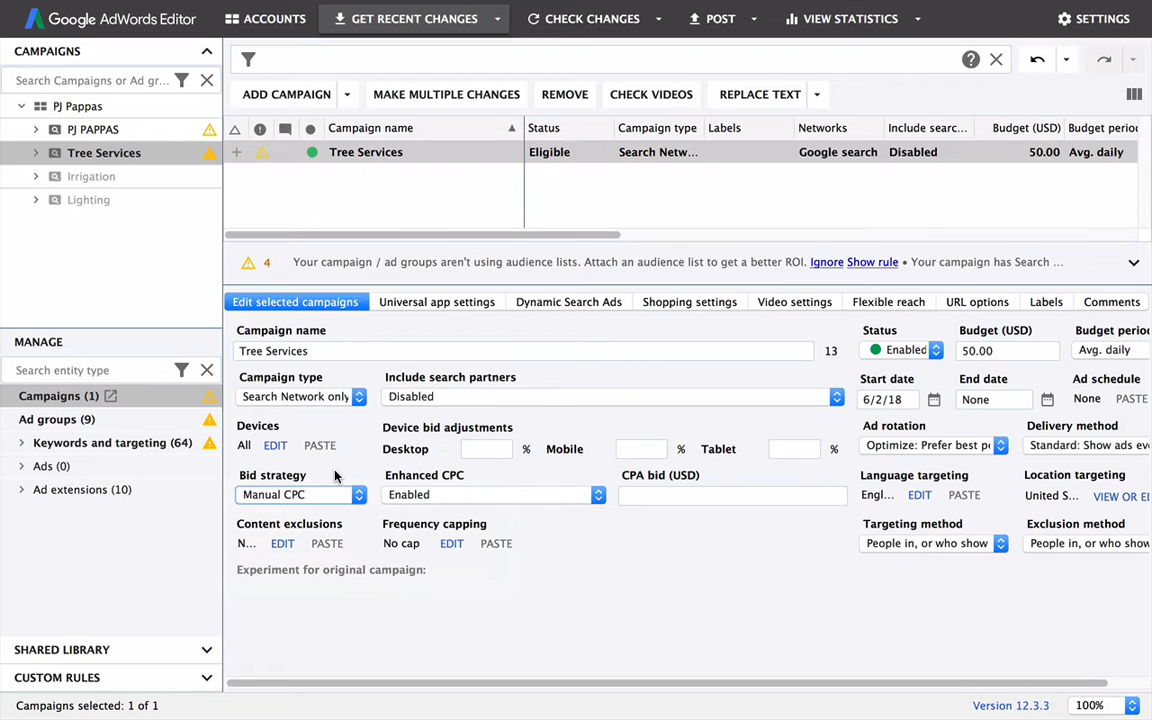 Google AdWords Editor ACCOUNTS GET RECENT CHANGES CHECK CHANGES POST VIEW STATISTICS SETTINGS
CAMPAIGNS
Search Campaigns or Ad gr...
PJ Pappas
PJ PAPPAS
Tree Services
Irrigation
Lighting
MANAGE
Search entity type
Campaigns (1)
Ad groups (9)
Keywords and targeting (64)
Ads (0)
Ad extensions (10)
SHARED LIBRARY
CUSTOM RULES
ADD CAMPAIGN MAKE MULTIPLE CHANGES REMOVE CHECK VIDEOS REPLACE TEXT
Campaign name Status Campaign type Labels Networks Include searc... Budget (USD) Budget period
Tree Services Eligible Search Netw... Google search Disabled 50.00 Avg. daily
4 Your campaign / ad groups aren't using audience lists. Attach an audience list to get a better ROI. Ignore Show rule • Your campaign has Search ...
Edit selected campaigns Universal app settings Dynamic Search Ads Shopping settings Video settings Flexible reach URL options Labels Comments
Campaign name Status Budget (USD) Budget period
Tree Services 13 Enabled 50.00 Avg. daily
Campaign type Include search partners Start date End date Ad schedule
Search Network only Disabled 6/2/18 None None PASTE
Devices Device bid adjustments Ad rotation Delivery method
All EDIT PASTE Desktop % Mobile % Tablet % Optimize: Prefer best p Standard: Show ads ev
Bid strategy Enhanced CPC CPA bid (USD) Language targeting Location targeting
Manual CPC Enabled Engl... EDIT PASTE United S... VIEW OR EI
Content exclusions Frequency capping Targeting method Exclusion method
N... EDIT PASTE No cap EDIT PASTE People in, or who show People in, or who show
Experiment for original campaign:
Campaigns selected: 1 of 1 Version 12.3.3 100%